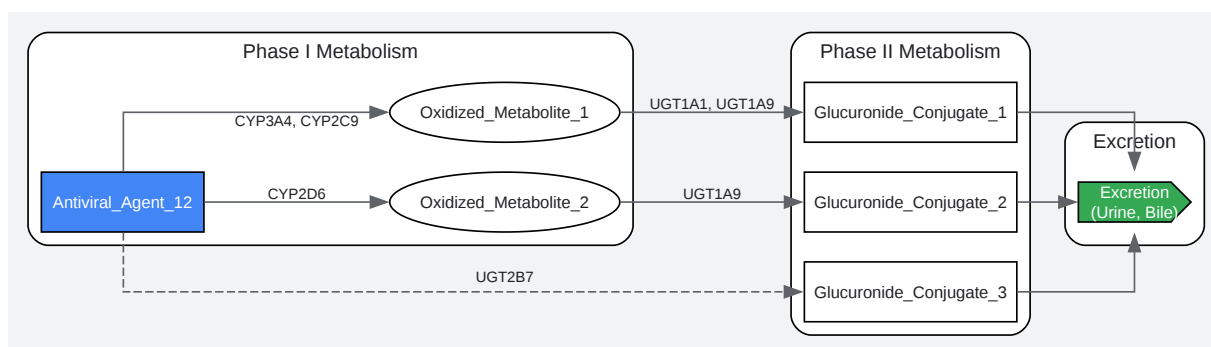 Phase I Metabolism
Phase II Metabolism
Oxidized_Metabolite_1
UGT1A1, UGT1A9
Glucuronide_Conjugate_1
CYP3A4, CYP2C9
Excretion
Antiviral_Agent_12
CYP2D6
Oxidized_Metabolite_2
UGT1A9
Glucuronide_Conjugate_2
Excretion
(Urine, Bile)
UGT2B7
Glucuronide_Conjugate_3